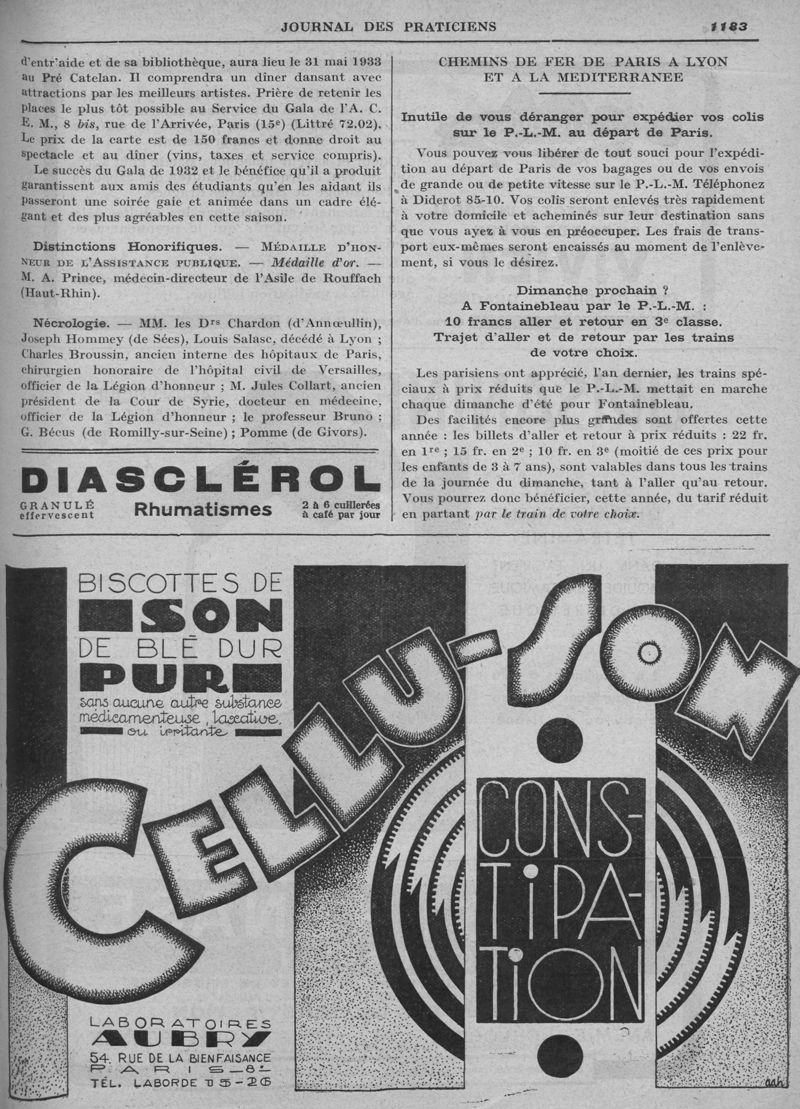 JOURNAL DES PRATICIENS
1183
d'entr'aide et de sa bibliothèque, aura lieu le 31 mai 1933
au Pré Catelan. Il comprendra un dîner dansant avec
attractions par les meilleurs artistes. Prière de retenir les
places le plus tôt possible au Service du Gala de l'A. C.
E. M., 8 bis, rue de l'Arrivée, Paris (15e) (Littré 72.02).
Le prix de la carte est de 150 francs et donne droit au
spectacle et au dîner (vins, taxes et service compris).
Le succès du Gala de 1932 et le bénéfice qu'il a produit
garantissent aux amis des étudiants qu'en les aidant ils
passeront une soirée gaie et animée dans un cadre élé-
gant et des plus agréables en cette saison.
Distinctions Honorifiques. — MÉDAILLE D'HON-
NEUR DE L'ASSISTANCE PUBLIQUE. — Médaille d'or. —
M. A. Prince, médecin-directeur de l'Asile de Rouffach
(Haut-Rhin).
Nécrologie. — MM. les Drs Chardon (d'Annœullin),
Joseph Hommey (de Sées), Louis Salasc, décédé à Lyon ;
Charles Broussin, ancien interne des hôpitaux de Paris,
chirurgien honoraire de l'hôpital civil de Versailles,
officier de la Légion d'honneur ; M. Jules Collart, ancien
président de la Cour de Syrie, docteur en médecine,
officier de la Légion d'honneur ; le professeur Bruno ;
G. Bécus (de Romilly-sur-Seine) ; Pomme (de Givors).
DIASCLÉROL
GRANULÉ
effervescent
Rhumatismes
2 à 6 cuillerées
à café par jour
CHEMINS DE FER DE PARIS A LYON
ET A LA MEDITERRANEE
Inutile de vous déranger pour expédier vos colis
sur le P.-L.-M. au départ de Paris.
Vous pouvez vous libérer de tout souci pour l'expédi-
tion au départ de Paris de vos bagages ou de vos envois
de grande ou de petite vitesse sur le P.-L.-M. Téléphonez
à Diderot 85-10. Vos colis seront enlevés très rapidement
à votre domicile et acheminés sur leur destination sans
que vous ayez à vous en préoccuper. Les frais de trans-
port eux-mêmes seront encaissés au moment de l'enlève-
ment, si vous le désirez.
Dimanche prochain ?
A Fontainebleau par le P.-L.-M. :
10 francs aller et retour en 3e classe.
Trajet d'aller et de retour par les trains
de votre choix.
Les parisiens ont apprécié, l'an dernier, les trains spé-
ciaux à prix réduits que le P.-L.-M. mettait en marche
chaque dimanche d'été pour Fontainebleau.
Des facilités encore plus grandes sont offertes cette
année : les billets d'aller et retour à prix réduits : 22 fr.
en 1re ; 15 fr. en 2e ; 10 fr. en 3e (moitié de ces prix pour
les enfants de 3 à 7 ans), sont valables dans tous les trains
de la journée du dimanche, tant à l'aller qu'au retour.
Vous pourrez donc bénéficier, cette année, du tarif réduit
en partant par le train de votre choix.
BISCOTTES DE
SON
DE BLÉ DUR
PUR
sans aucune autre substance
médicamenteuse, laxative,
ou irritante
CELLU-SON
CONS-
TIPA-
TION
LABORATOIRES
AUBRY
54, RUE DE LA BIENFAISANCE
PARIS_8e_
TÉL. LABORDE 15-26